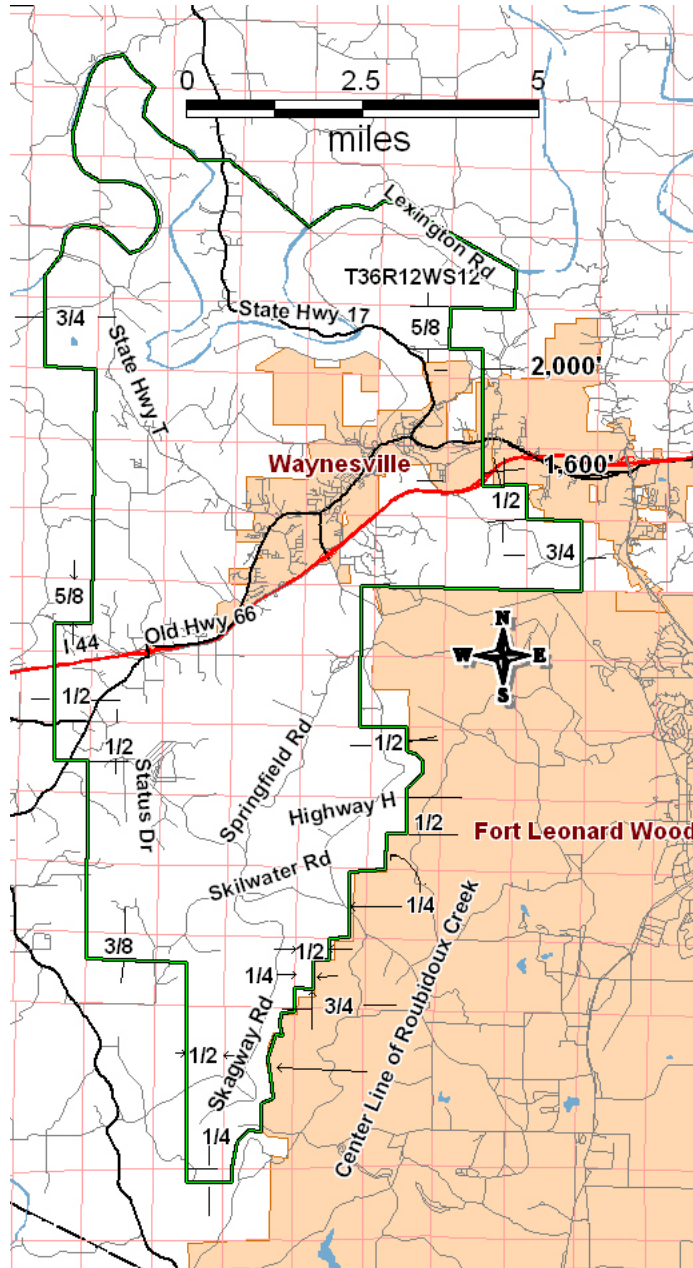 0 2.5 5
miles
Lexington Rd
T36R12WS12
State Hwy 17
3/4
5/8
State Hwy T
2,000'
Waynesville
1,600'
1/2
3/4
5/8
Old Hwy 66
I 44
N
W E
S
1/2
1/2
1/2
Status Dr
Springfield Rd
Highway H
1/2
Fort Leonard Wood
Skilwater Rd
1/4
3/8
1/2
1/4
3/4
Center Line of Roubidoux Creek
Skagway Rd
1/2
1/4